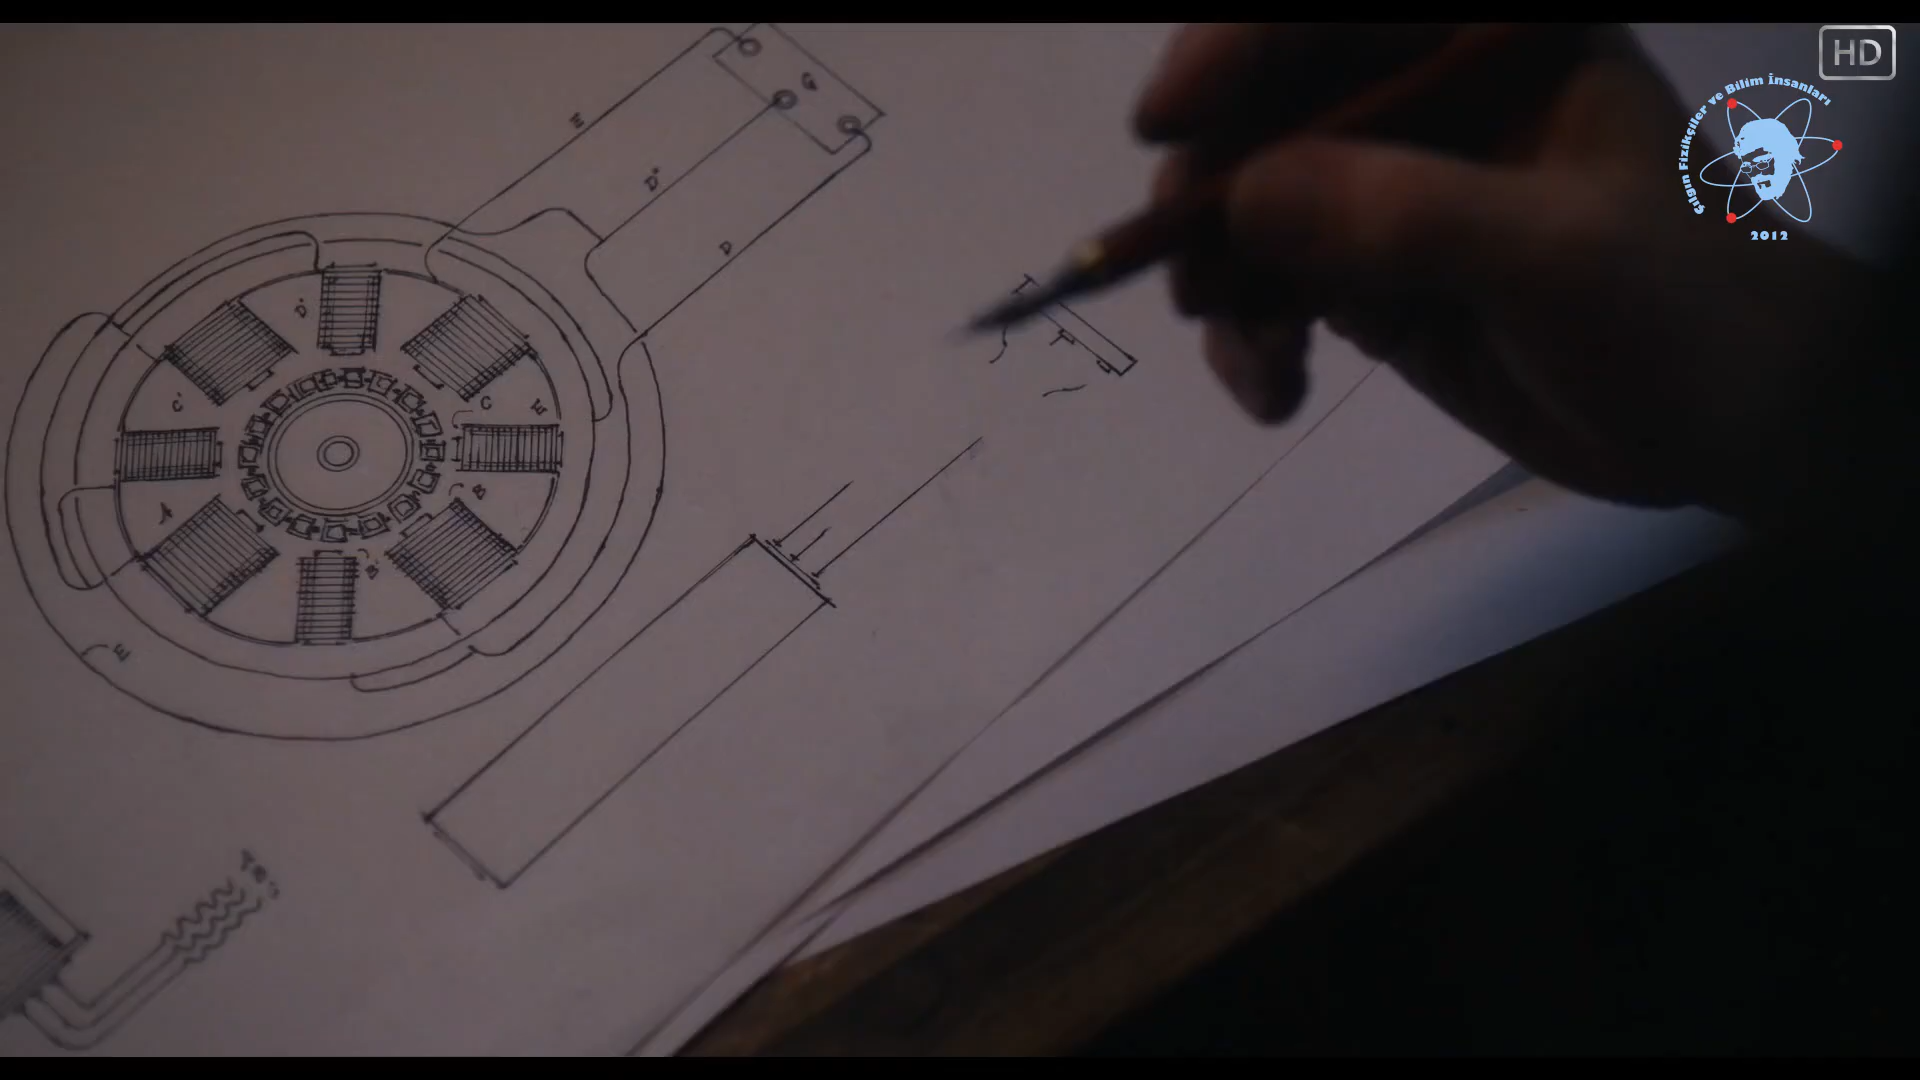 HD
Çılgın Fizikçiler ve Bilim İnsanları
2012
G
E
D'
D
D'
C'
C
E
A
B
B'
E